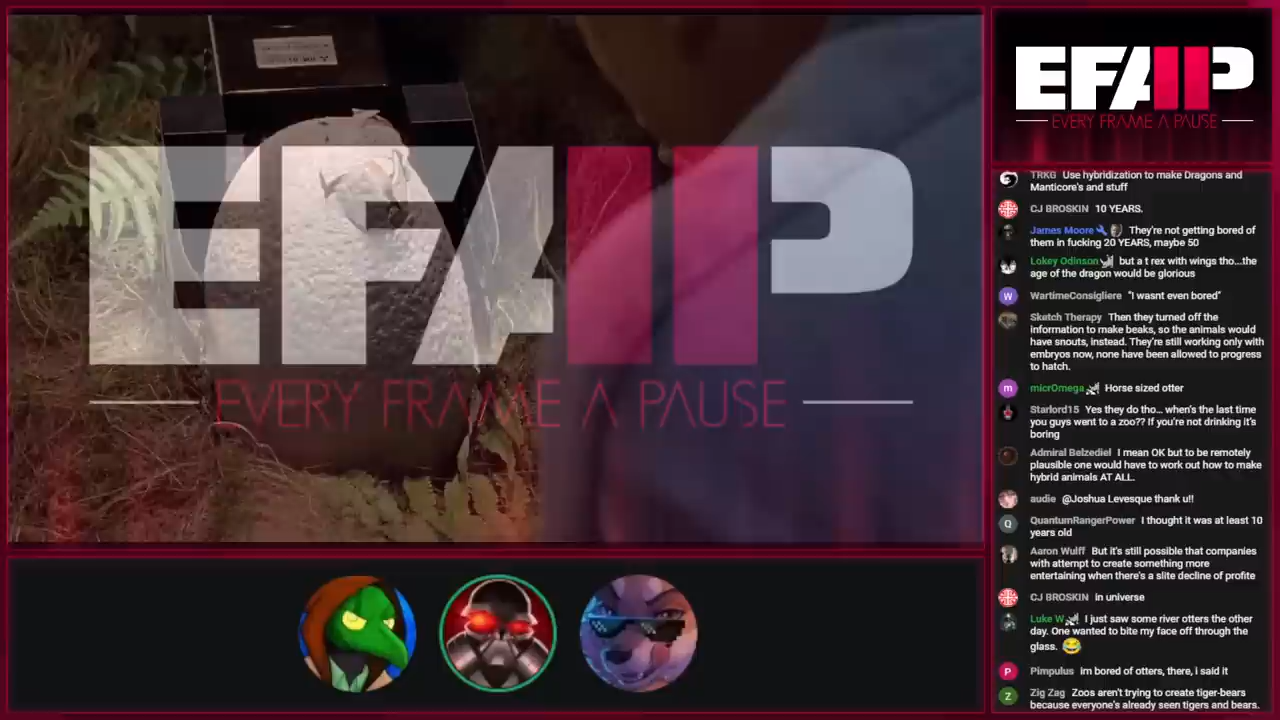 EFAP
EVERY FRAME A PAUSE
EFAP
EVERY FRAME A PAUSE
TRKG Use hybridization to make Dragons and
Manticore's and stuff
CJ BROSKIN 10 YEARS.
James Moore They're not getting bored of
them in fucking 20 YEARS, maybe 50
Lokey Odinson but a t rex with wings tho...the
age of the dragon would be glorious
W WartimeConsigliere "I wasnt even bored"
Sketch Therapy Then they turned off the
information to make beaks, so the animals would
have snouts, instead. They're still working only with
embryos now, none have been allowed to progress
to hatch.
m micrOmega Horse sized otter
Starlord15 Yes they do tho... when's the last time
you guys went to a zoo?? If you're not drinking it's
boring
Admiral Belzediel I mean OK but to be remotely
plausible one would have to work out how to make
hybrid animals AT ALL.
audie @Joshua Levesque thank u!!
Q QuantumRangerPower I thought it was at least 10
years old
Aaron Wulff But it's still possible that companies
with attempt to create something more
entertaining when there's a slite decline of profite
CJ BROSKIN in universe
Luke W I just saw some river otters the other
day. One wanted to bite my face off through the
glass. 😂
P Pimpulus im bored of otters, there, i said it
Z Zig Zag Zoos aren't trying to create tiger-bears
because everyone's already seen tigers and bears.